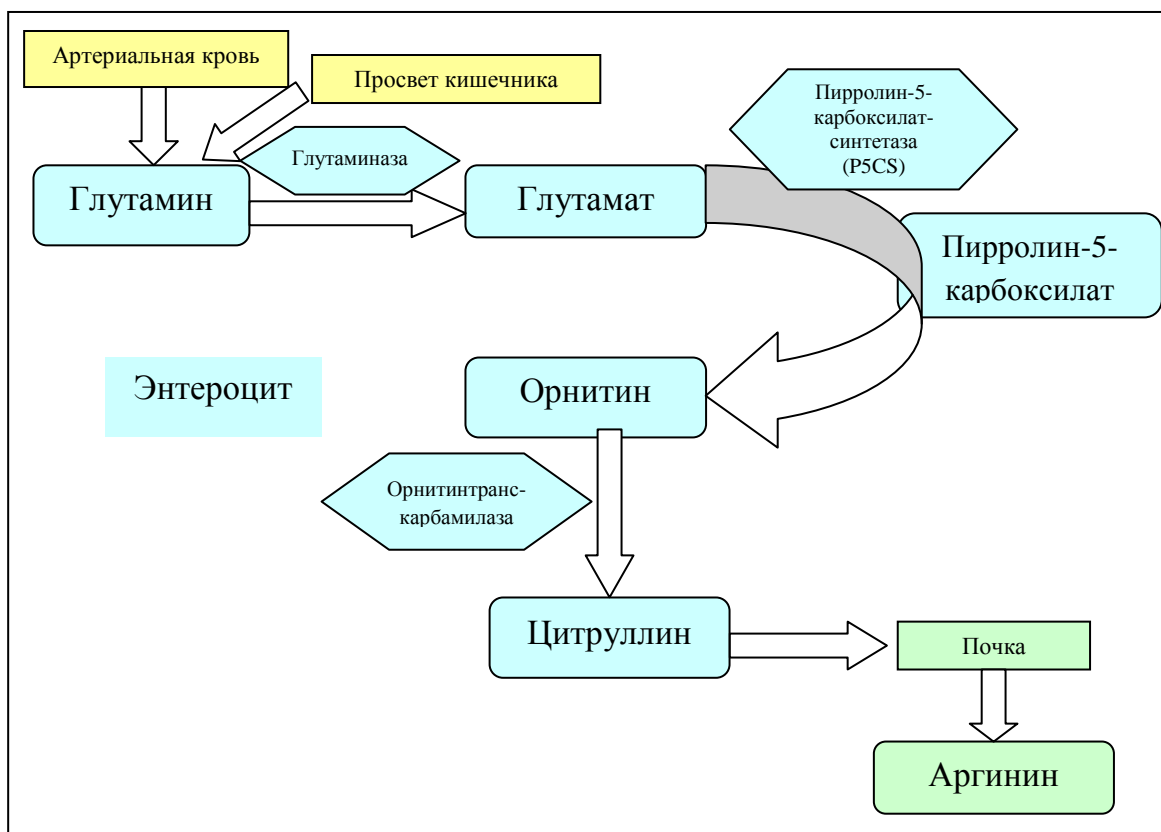 Артериальная кровь
Просвет кишечника
Пирролин-5-
карбоксилат-
синтетаза
(P5CS)
Глутаминаза
Глутамин
Глутамат
Пирролин-5-
карбоксилат
Энтероцит
Орнитин
Орнитинтранс-
карбамилаза
Цитруллин
Почка
Аргинин